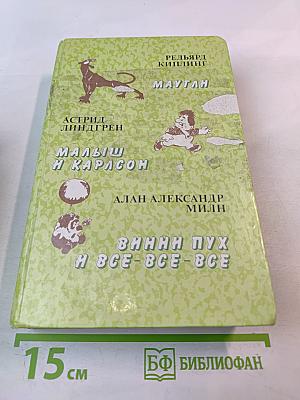 РЕДЬЯРД
КИПЛИНГ
МАУГЛИ
АСТРИД
ЛИНДГРЕН
МАЛЫШ
И КАРЛСОН
АЛАН АЛЕКСАНДР
МИЛН
ВИННИ ПУХ
И ВСЕ-ВСЕ-ВСЕ
15 см
БФ БИБЛИОФАН